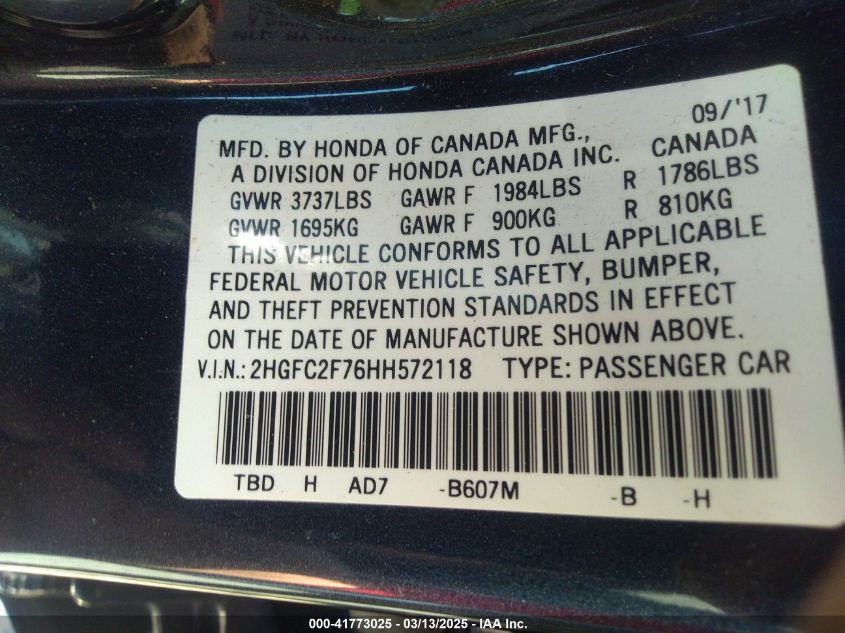 09/'17
MFD. BY HONDA OF CANADA MFG., CANADA
A DIVISION OF HONDA CANADA INC.
GVWR 3737LBS GAWR F 1984LBS R 1786LBS
GVWR 1695KG GAWR F 900KG R 810KG
THIS VEHICLE CONFORMS TO ALL APPLICABLE
FEDERAL MOTOR VEHICLE SAFETY, BUMPER,
AND THEFT PREVENTION STANDARDS IN EFFECT
ON THE DATE OF MANUFACTURE SHOWN ABOVE.
V.I.N.: 2HGFC2F76HH572118 TYPE: PASSENGER CAR
TBD H AD7 -B607M -B -H
000-41773025 - 03/13/2025 - IAA Inc.